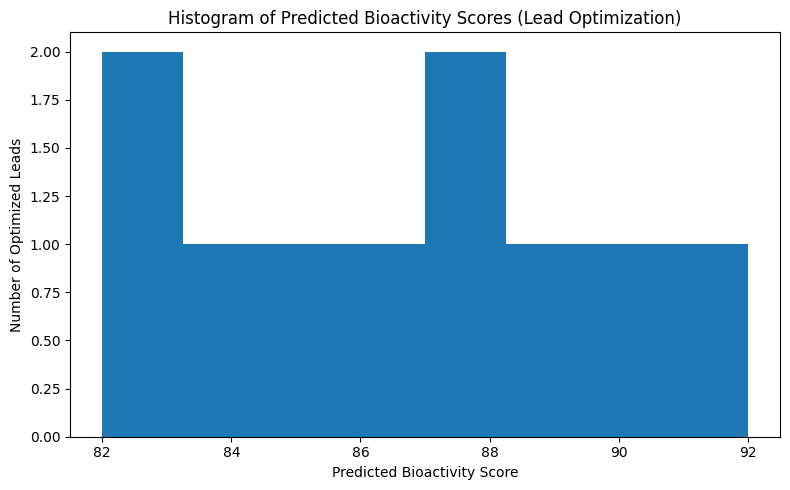 Histogram of Predicted Bioactivity Scores (Lead Optimization)
Number of Optimized Leads
2.00
1.75
1.50
1.25
1.00
0.75
0.50
0.25
0.00
82 84 86 88 90 92
Predicted Bioactivity Score